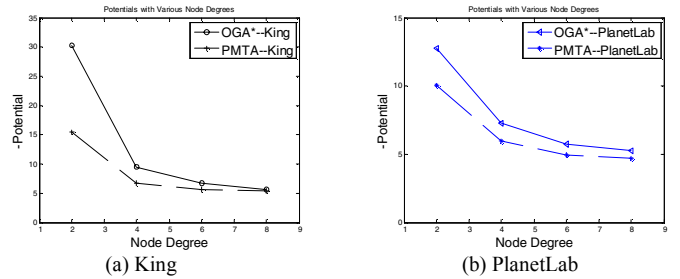 Potentials with Various Node Degrees
35
30
25
20
15
10
5
0
-Potential
OGA*--King
PMTA--King
1 2 3 4 5 6 7 8 9
Node Degree
(a) King
Potentials with Various Node Degrees
15
10
5
0
-Potential
OGA*--PlanetLab
PMTA--PlanetLab
1 2 3 4 5 6 7 8 9
Node Degree
(b) PlanetLab